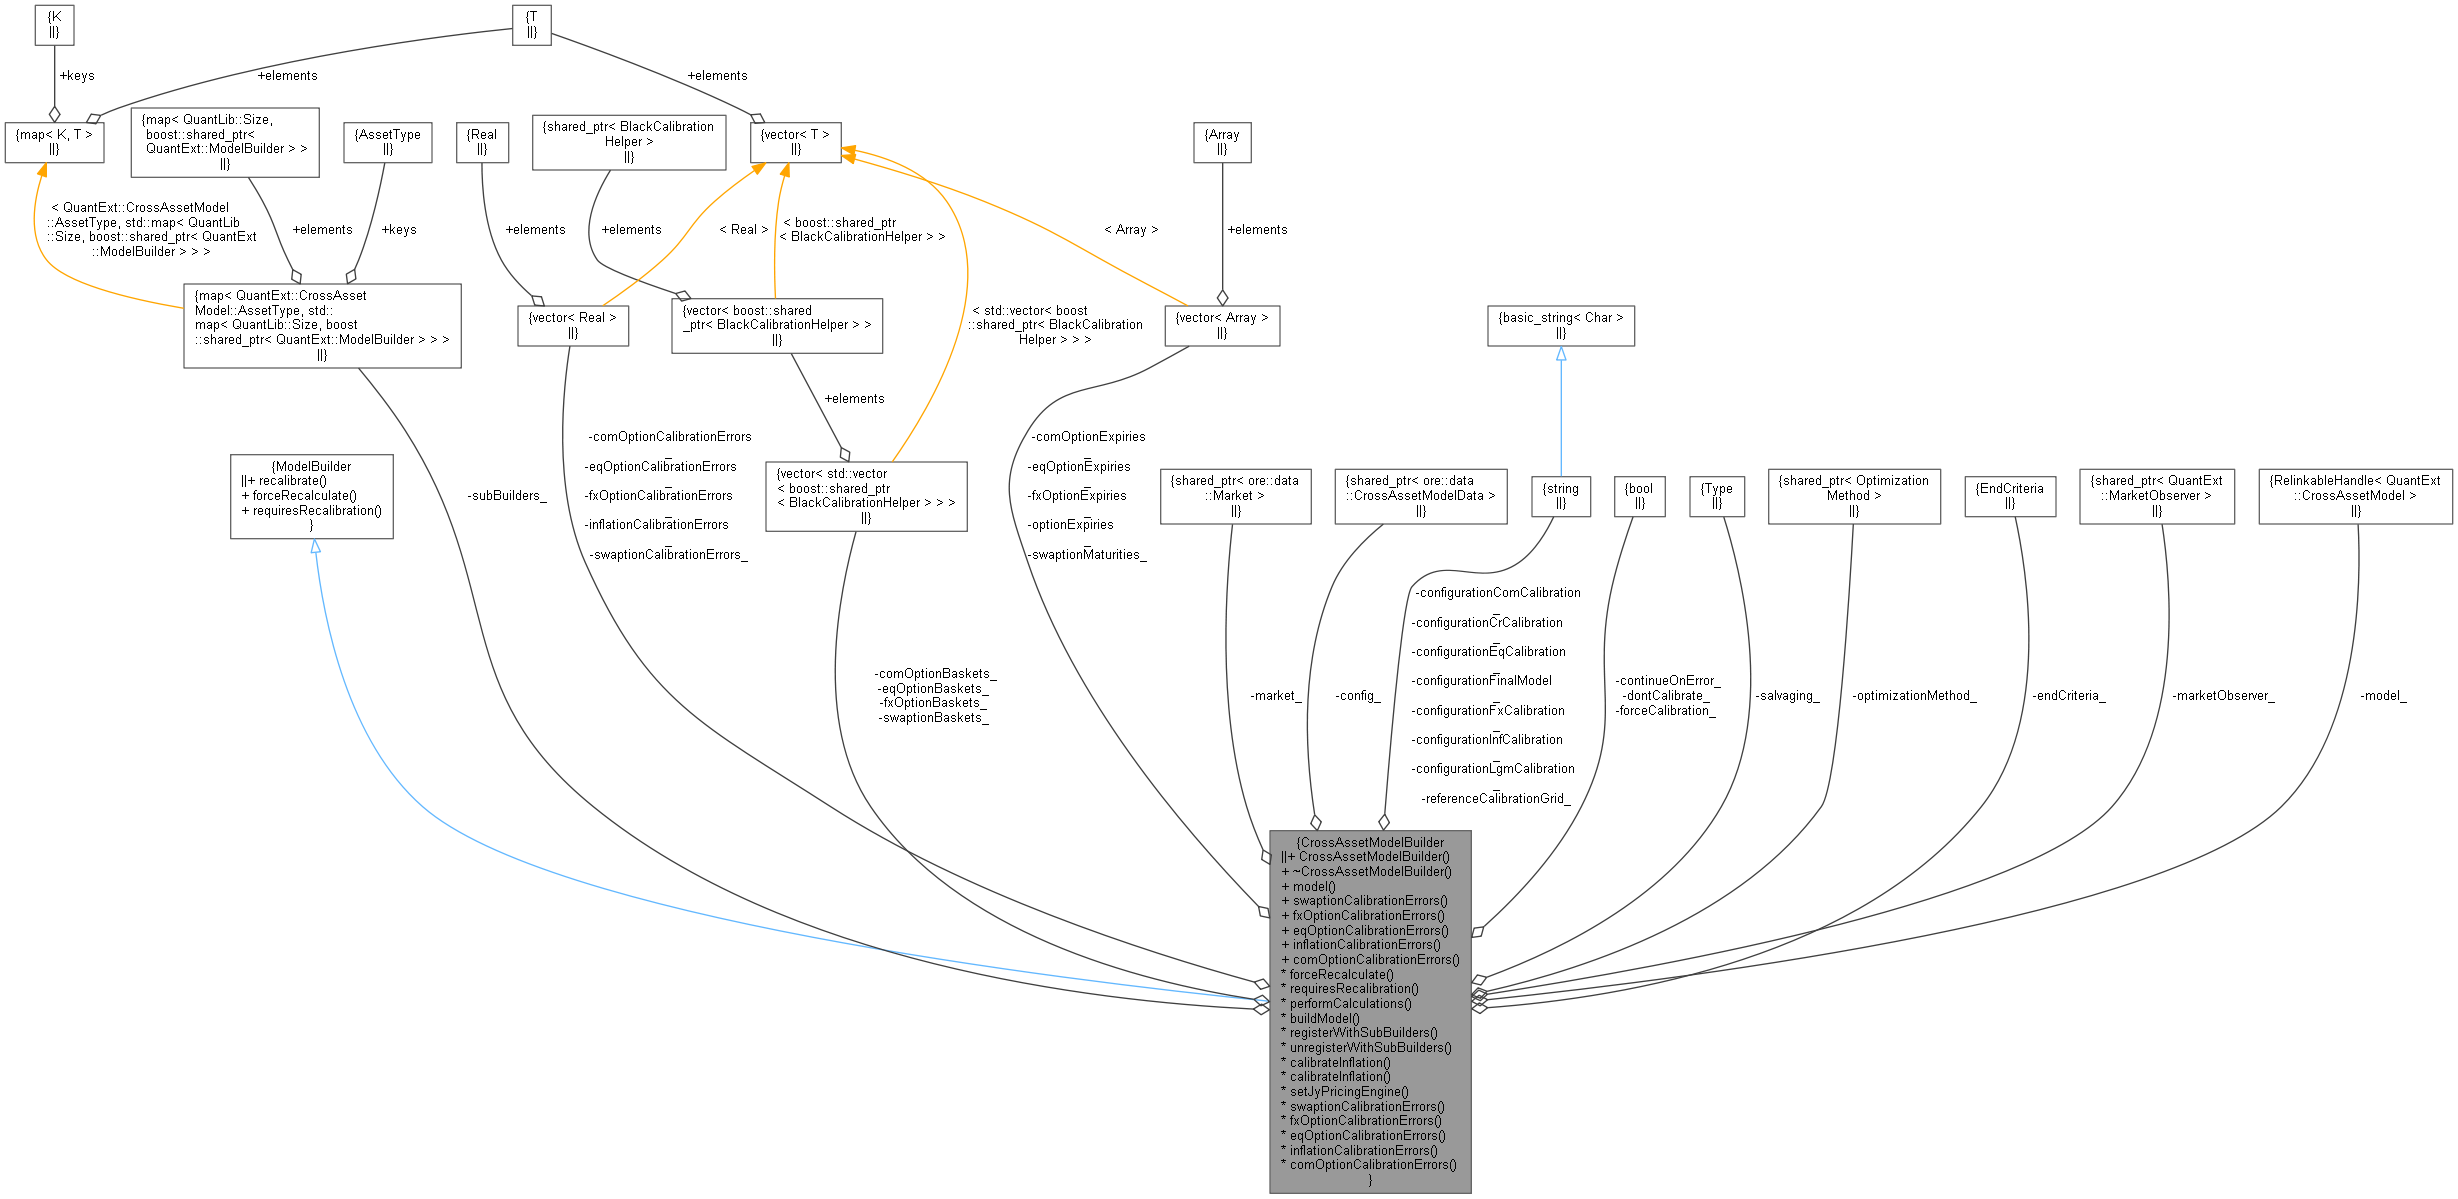 {K
||}
{T
||}
+keys
+elements
+elements
{map< K, T >
||}
{map< QuantLib::Size,
boost::shared_ptr<
QuantExt::ModelBuilder > >
||}
{AssetType
||}
{Real
||}
{shared_ptr< BlackCalibration
Helper >
||}
{vector< T >
||}
{Array
||}
< QuantExt::CrossAssetModel
::AssetType, std::map< QuantLib
::Size, boost::shared_ptr< QuantExt
::ModelBuilder > > >
+elements
+keys
+elements
+elements
< Real >
< boost::shared_ptr
< BlackCalibrationHelper > >
< Array >
+elements
{map< QuantExt::CrossAsset
Model::AssetType, std::
map< QuantLib::Size, boost
::shared_ptr< QuantExt::ModelBuilder > > >
||}
{vector< Real >
||}
{vector< boost::shared
_ptr< BlackCalibrationHelper > >
||}
< std::vector< boost
::shared_ptr< BlackCalibration
Helper > > >
{vector< Array >
||}
{basic_string< Char >
||}
+elements
{ModelBuilder
||+ recalibrate()
+ forceRecalculate()
+ requiresRecalibration()
}
-subBuilders_
-comOptionCalibrationErrors
_
-eqOptionCalibrationErrors
_
-fxOptionCalibrationErrors
_
-inflationCalibrationErrors
_
-swaptionCalibrationErrors_
{vector< std::vector
< boost::shared_ptr
< BlackCalibrationHelper > > >
||}
-comOptionExpiries
_
-eqOptionExpiries
_
-fxOptionExpiries
_
-optionExpiries
_
-swaptionMaturities_
{shared_ptr< ore::data
::Market >
||}
{shared_ptr< ore::data
::CrossAssetModelData >
||}
{string
||}
{bool
||}
{Type
||}
{shared_ptr< Optimization
Method >
||}
{EndCriteria
||}
{shared_ptr< QuantExt
::MarketObserver >
||}
{RelinkableHandle< QuantExt
::CrossAssetModel >
||}
-comOptionBaskets_
-eqOptionBaskets_
-fxOptionBaskets_
-swaptionBaskets_
-market_
-config_
-configurationComCalibration
_
-configurationCrCalibration
_
-configurationEqCalibration
_
-configurationFinalModel
_
-configurationFxCalibration
_
-configurationInfCalibration
_
-configurationLgmCalibration
_
-referenceCalibrationGrid_
-continueOnError_
-dontCalibrate_
-forceCalibration_
-salvaging_
-optimizationMethod_
-endCriteria_
-marketObserver_
-model_
{CrossAssetModelBuilder
||+ CrossAssetModelBuilder()
+ ~CrossAssetModelBuilder()
+ model()
+ swaptionCalibrationErrors()
+ fxOptionCalibrationErrors()
+ eqOptionCalibrationErrors()
+ inflationCalibrationErrors()
+ comOptionCalibrationErrors()
* forceRecalculate()
* requiresRecalibration()
* performCalculations()
* buildModel()
* registerWithSubBuilders()
* unregisterWithSubBuilders()
* calibrateInflation()
* calibrateInflation()
* setJyPricingEngine()
* swaptionCalibrationErrors()
* fxOptionCalibrationErrors()
* eqOptionCalibrationErrors()
* inflationCalibrationErrors()
* comOptionCalibrationErrors()
}